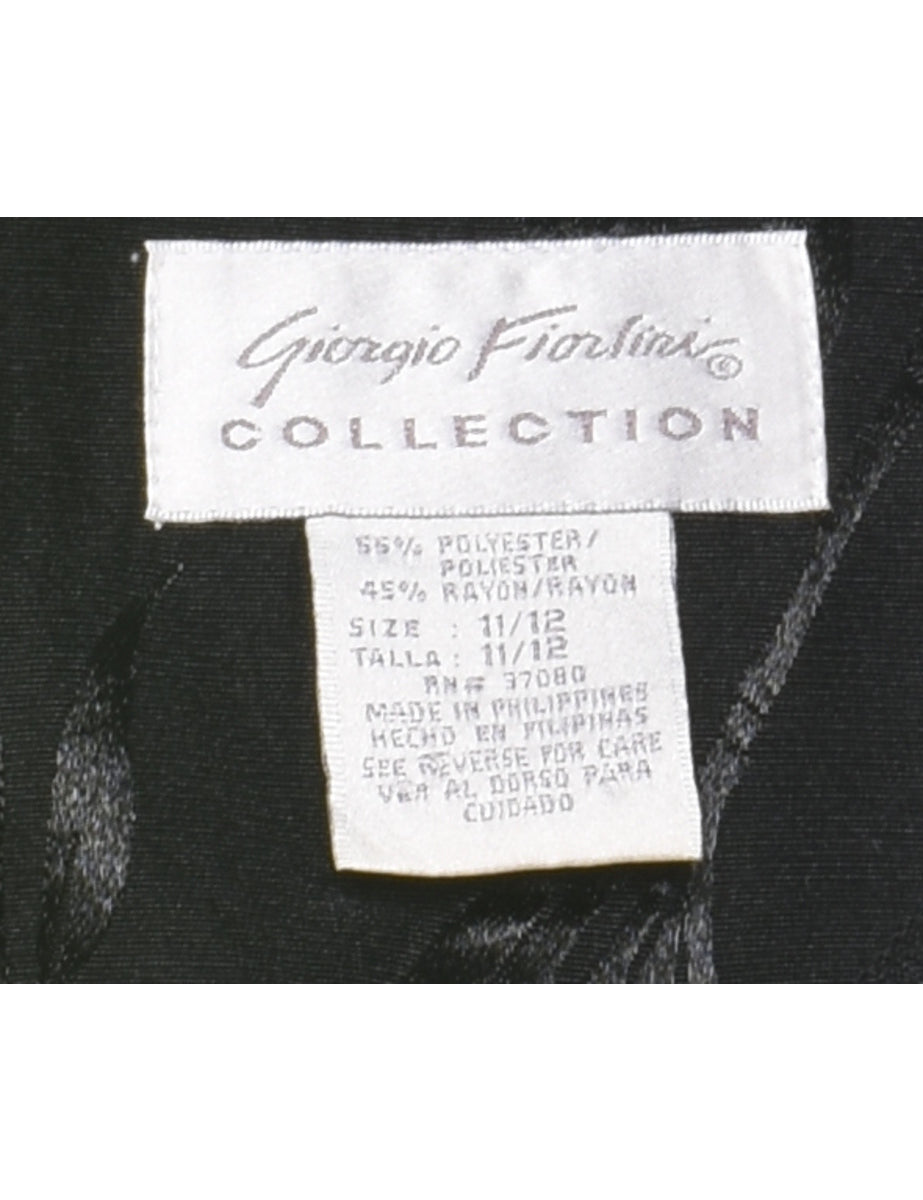 Giorgio Fiorlini©
COLLECTION
55% POLYESTER/
POLIESTER
45% RAYON/RAYON
SIZE : 11/12
TALLA : 11/12
RN# 37080
MADE IN PHILIPPINES
HECHO EN FILIPINAS
SEE REVERSE FOR CARE
VEA AL DORSO PARA
CUIDADO